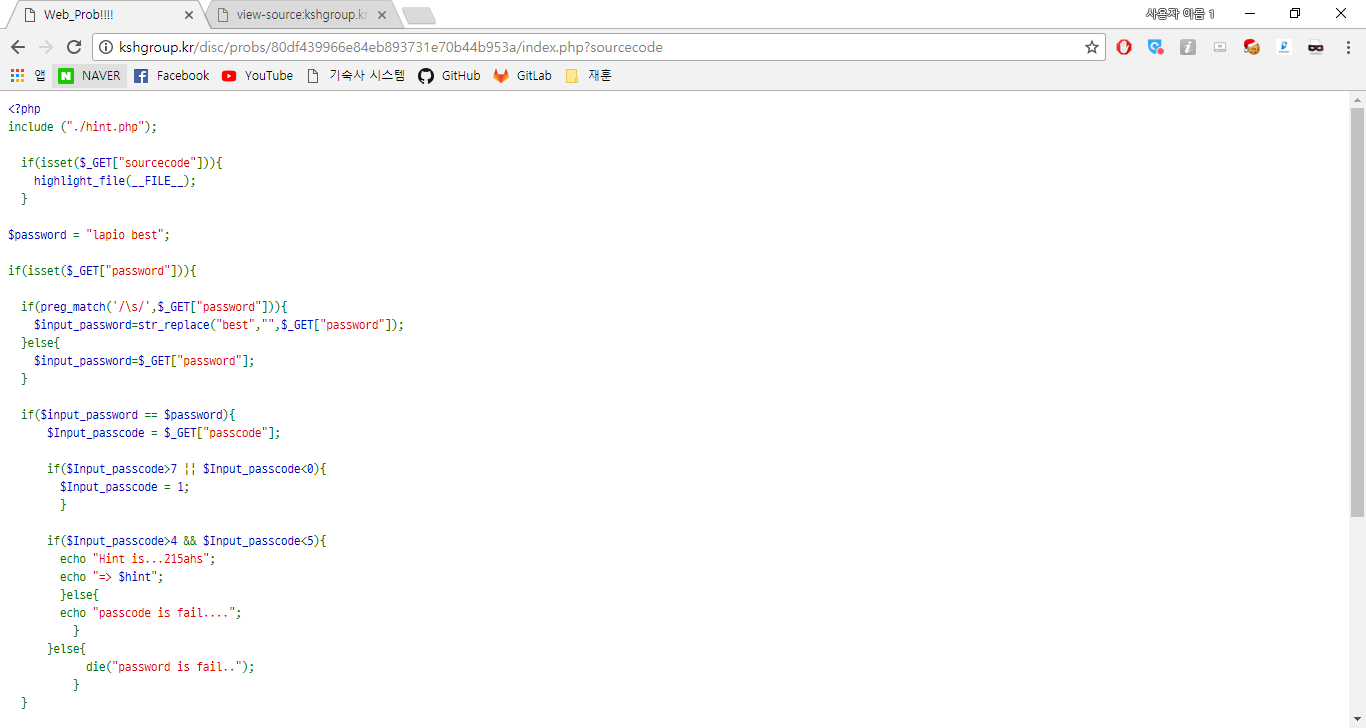 Web_Prob!!!!
view-source:kshgroup.kr
사용자 이름 1
kshgroup.kr/disc/probs/80df439966e84eb893731e70b44b953a/index.php?sourcecode
앱 NAVER Facebook YouTube 기숙사 시스템 GitHub GitLab 재훈
<?php
include ("./hint.php");
if(isset($_GET["sourcecode"])){
highlight_file(__FILE__);
}
$password = "lapio best";
if(isset($_GET["password"])){
if(preg_match('/\s/',$_GET["password"])){
$input_password=str_replace("best","",$_GET["password"]);
}else{
$input_password=$_GET["password"];
}
if($input_password == $password){
$Input_passcode = $_GET["passcode"];
if($Input_passcode>7 || $Input_passcode<0){
$Input_passcode = 1;
}
if($Input_passcode>4 && $Input_passcode<5){
echo "Hint is...215ahs";
echo "=> $hint";
}else{
echo "passcode is fail....";
}
}else{
die("password is fail..");
}
}